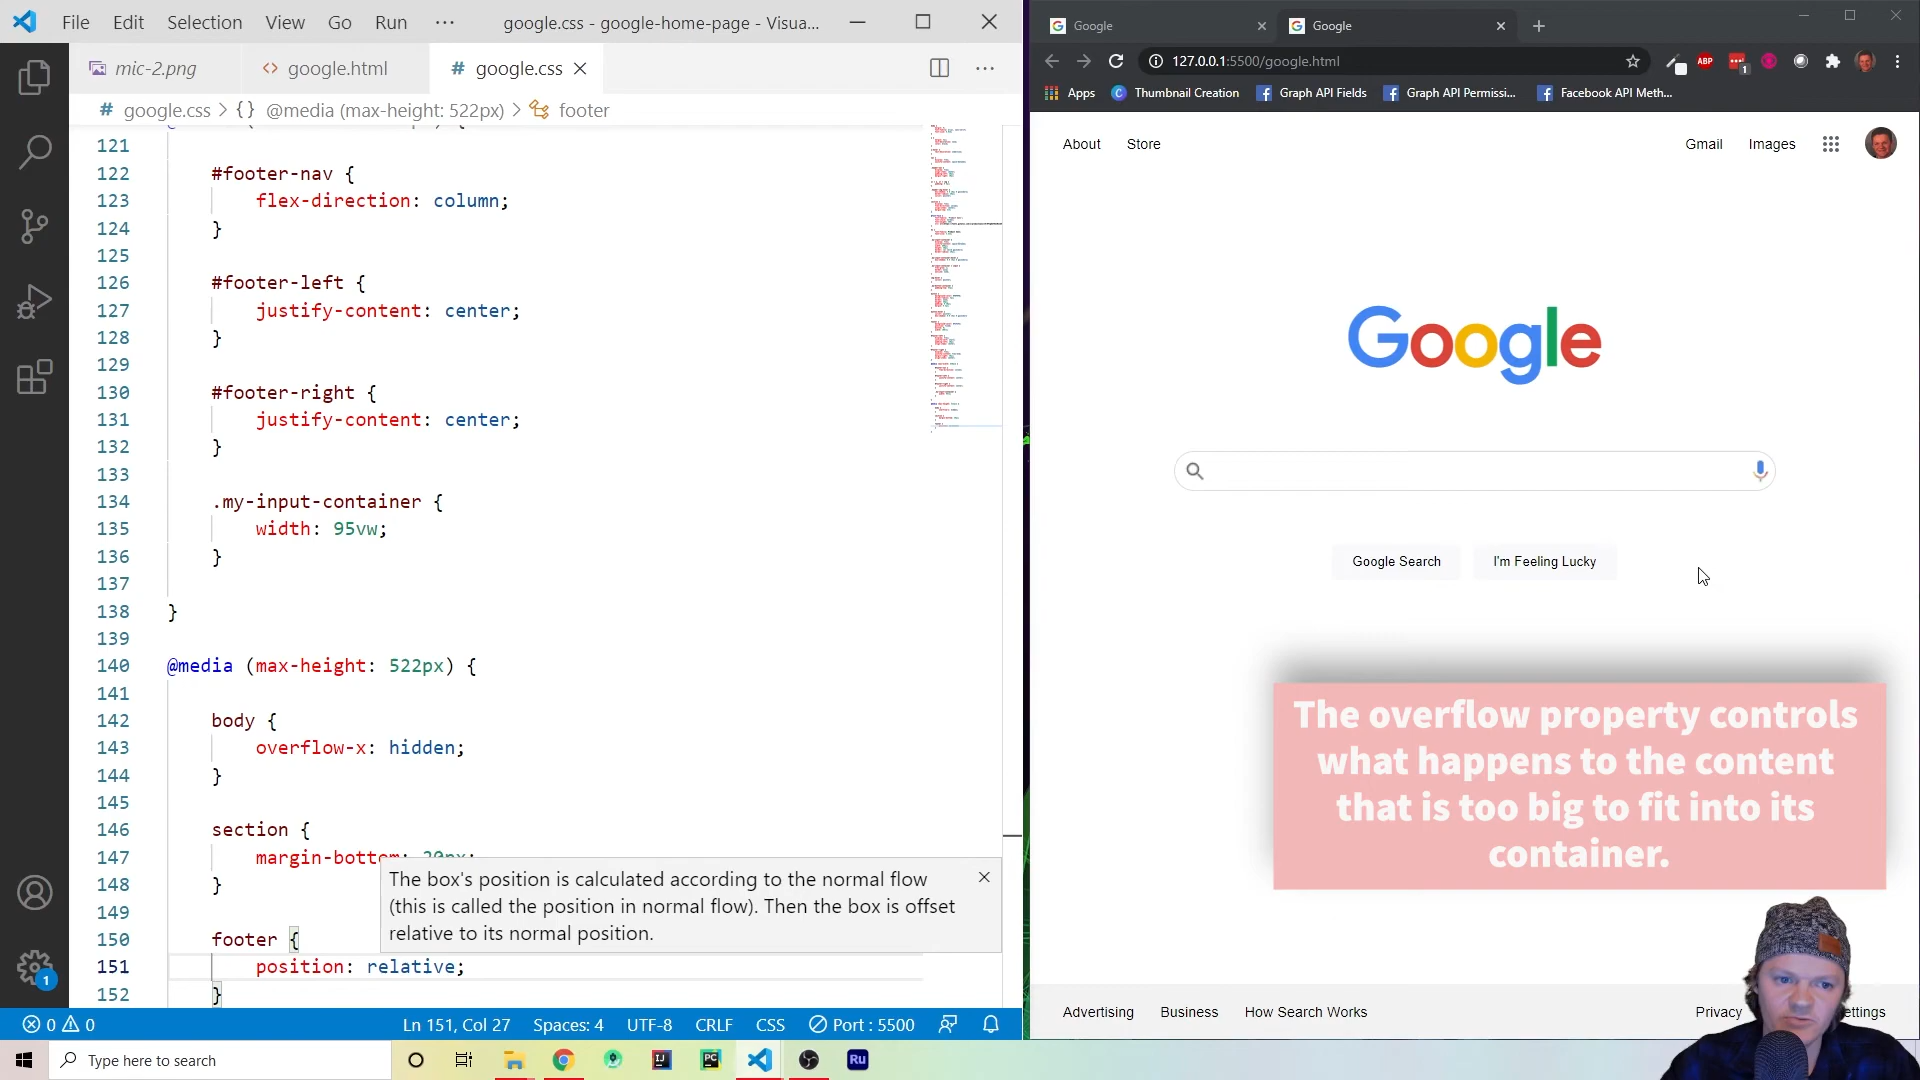 File Edit Selection View Go Run ··· google.css - google-home-page - Visua...
mic-2.png google.html # google.css
# google.css > {} @media (max-height: 522px) > footer
121
122 #footer-nav {
123 flex-direction: column;
124 }
125
126 #footer-left {
127 justify-content: center;
128 }
129
130 #footer-right {
131 justify-content: center;
132 }
133
134 .my-input-container {
135 width: 95vw;
136 }
137
138 }
139
140 @media (max-height: 522px) {
141
142 body {
143 overflow-x: hidden;
144 }
145
146 section {
147 margin-bottom: 20px;
148 }
149
150 footer {
151 position: relative;
152 }
The box's position is calculated according to the normal flow
(this is called the position in normal flow). Then the box is offset
relative to its normal position.
1
0 0 Ln 151, Col 27 Spaces: 4 UTF-8 CRLF CSS Port : 5500
Type here to search
IJ PC Ru
Google Google
127.0.0.1:5500/google.html ABP 1
Apps Thumbnail Creation Graph API Fields Graph API Permissi... Facebook API Meth...
About Store Gmail Images
Google
Google Search I'm Feeling Lucky
The overflow property controls
what happens to the content
that is too big to fit into its
container.
Advertising Business How Search Works Privacy ettings